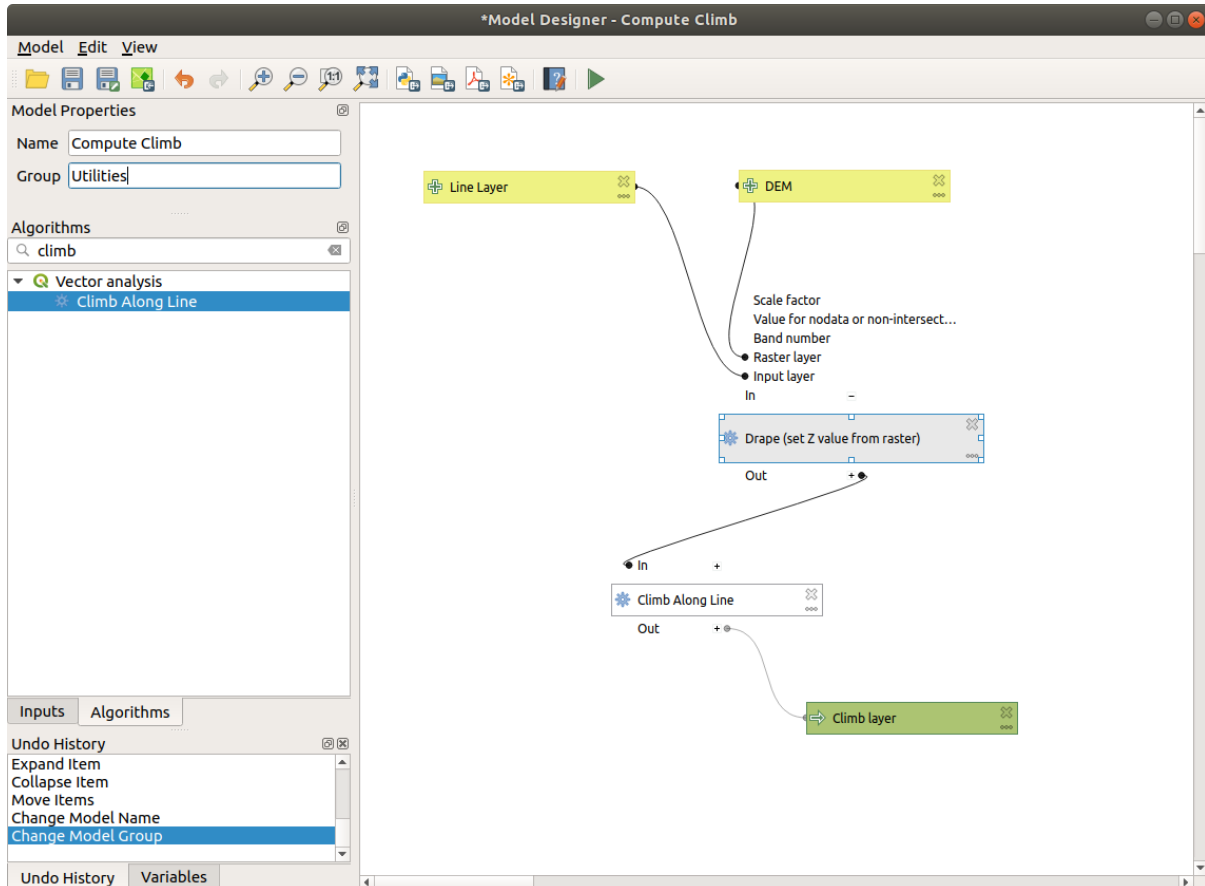 *Model Designer - Compute Climb
Model Edit View
Model Properties
Name Compute Climb
Group Utilities
Algorithms
climb
Vector analysis
Climb Along Line
Inputs Algorithms
Undo History
Expand Item
Collapse Item
Move Items
Change Model Name
Change Model Group
Undo History Variables
Line Layer
DEM
Scale factor
Value for nodata or non-intersect...
Band number
Raster layer
Input layer
In -
Drape (set Z value from raster)
Out +
In +
Climb Along Line
Out +
Climb layer